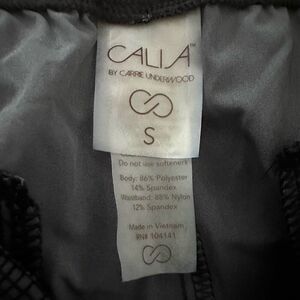 CALIA™
BY CARRIE UNDERWOOD
S
Do not use softeners
Body: 86% Polyester
14% Spandex
Waistband: 88% Nylon
12% Spandex
Made in Vietnam
RN# 104141